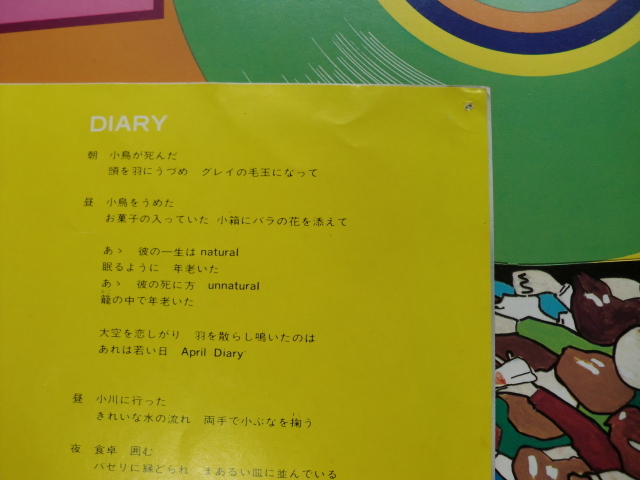 DIARY
朝　小鳥が死んだ
頭を羽にうづめ　グレイの毛玉になって
昼　小鳥をうめた
お菓子の入っていた 小箱にバラの花を添えて
あゝ　彼の一生は natural
眠るように　年老いた
あゝ　彼の死に方　unnatural
籠の中で年老いた
大空を恋しがり　羽を散らし鳴いたのは
あれは若い日　April Diary
昼　小川に行った
きれいな水の流れ　両手で小ぶなを掬う
夜　食卓　囲む
パセリに縁どられ　まあるい皿に並んでいる